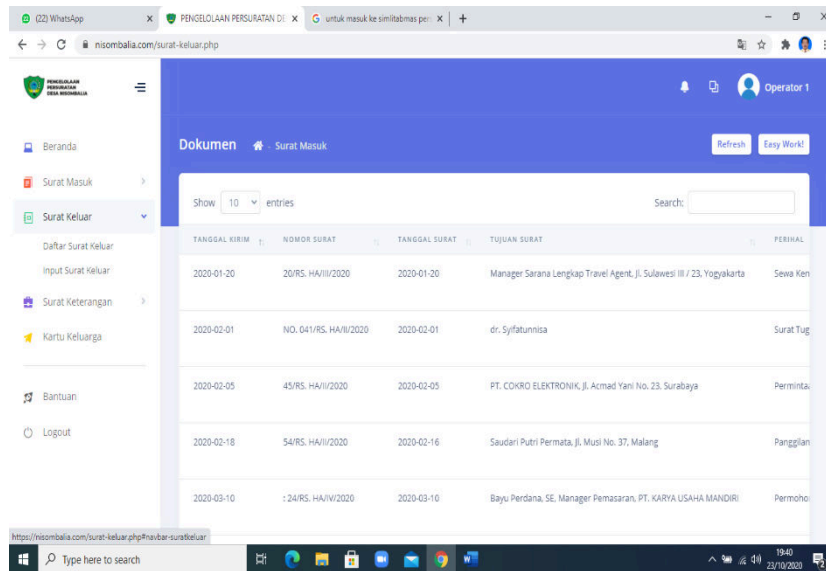 (22) WhatsApp
PENGELOLAAN PERSURATAN DE
untuk masuk ke simlitabmas pen
nisombalia.com/surat-keluar.php
PENGELOLAAN
PERSURATAN
DESA NISOMBALIA
Operator 1
Beranda
Dokumen - Surat Masuk
Refresh
Easy Work!
Surat Masuk
Show 10 entries
Search:
Surat Keluar
TANGGAL KIRIM NOMOR SURAT TANGGAL SURAT TUJUAN SURAT PERIHAL
Daftar Surat Keluar
Input Surat Keluar
2020-01-20 20/RS. HA/III/2020 2020-01-20 Manager Sarana Lengkap Travel Agent, Jl. Sulawesi III / 23, Yogyakarta Sewa Ken
Surat Keterangan
Kartu Keluarga
2020-02-01 NO. 041/RS. HA/II/2020 2020-02-01 dr. Syifatunnisa Surat Tug
2020-02-05 45/RS. HA/II/2020 2020-02-05 PT. COKRO ELEKTRONIK, Jl. Acmad Yani No. 23, Surabaya Perminta
Bantuan
Logout
2020-02-18 54/RS. HA/II/2020 2020-02-16 Saudari Putri Permata, Jl. Musi No. 37, Malang Panggilan
2020-03-10 : 24/RS. HA/IV/2020 2020-03-10 Bayu Perdana, SE. Manager Pemasaran, PT. KARYA USAHA MANDIRI Permoho
https://nisombalia.com/surat-keluar.php#navbar-suratkeluar
Type here to search
19:40
23/10/2020